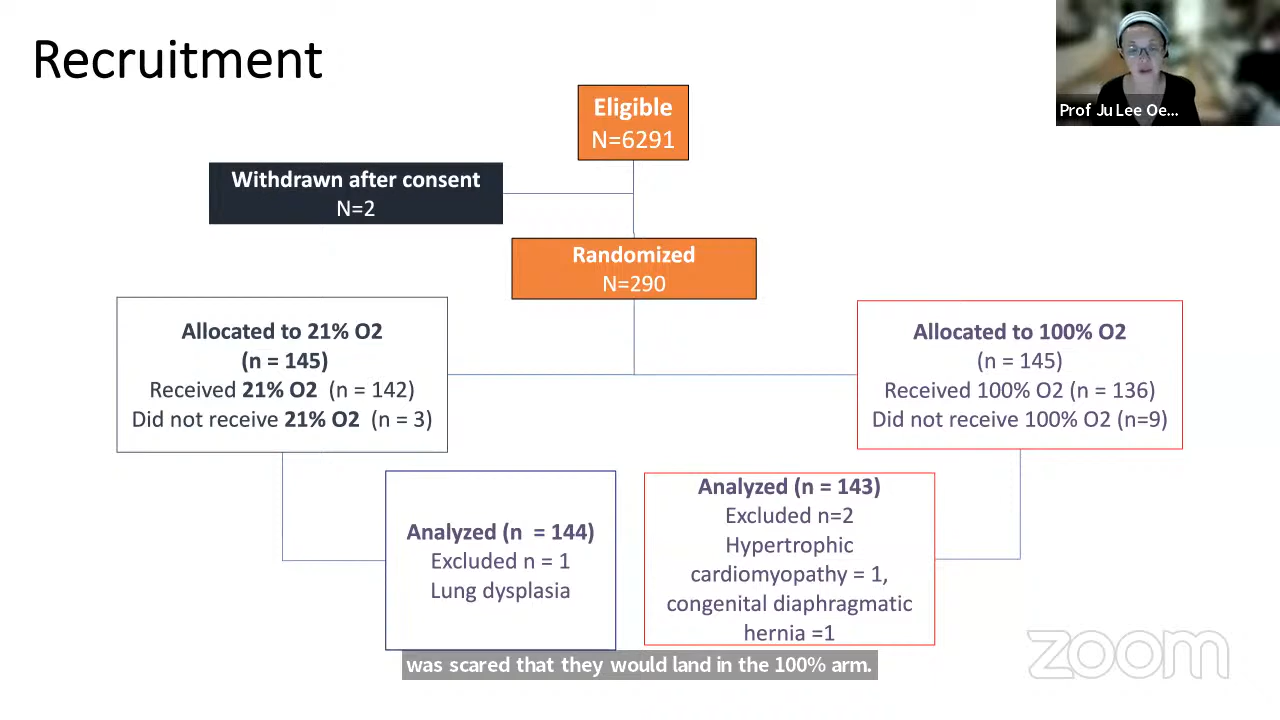 Recruitment
Prof Ju Lee Oe...
Eligible
N=6291
Withdrawn after consent
N=2
Randomized
N=290
Allocated to 21% O2
(n = 145)
Received 21% O2 (n = 142)
Did not receive 21% O2 (n = 3)
Allocated to 100% O2
(n = 145)
Received 100% O2 (n = 136)
Did not receive 100% O2 (n=9)
Analyzed (n = 144)
Excluded n = 1
Lung dysplasia
Analyzed (n = 143)
Excluded n=2
Hypertrophic
cardiomyopathy = 1,
congenital diaphragmatic
hernia =1
was scared that they would land in the 100% arm.
zoom